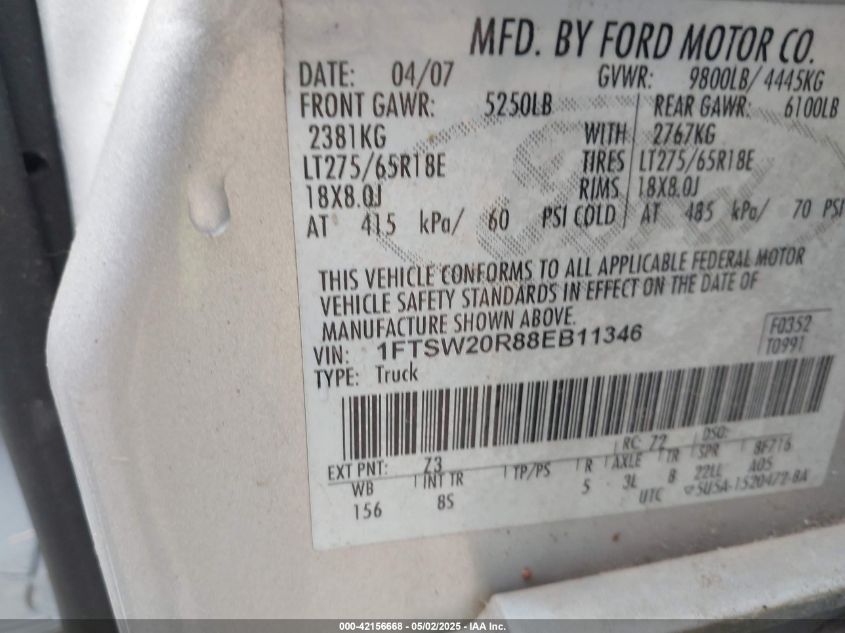 MFD. BY FORD MOTOR CO.
DATE: 04/07 GVWR: 9800LB/ 4445KG
FRONT GAWR: 5250LB REAR GAWR: 6100LB
2381KG WITH 2767KG
LT275/65R18E TIRES LT275/65R18E
18X8.0J RIMS 18X8.0J
AT 415 kPa/ 60 PSI COLD AT 485 kPa/ 70 PSI
THIS VEHICLE CONFORMS TO ALL APPLICABLE FEDERAL MOTOR
VEHICLE SAFETY STANDARDS IN EFFECT ON THE DATE OF
MANUFACTURE SHOWN ABOVE.
VIN: 1FTSW20R88EB11346 F0352
TYPE: Truck T0991
EXT PNT: Z3 RC: 72 DSO: 8F216
WB INT TR TP/PS R AXLE TR SPR A05
156 8S 5 3L B 22LL
UTC
000-42156668 - 05/02/2025 - IAA Inc.